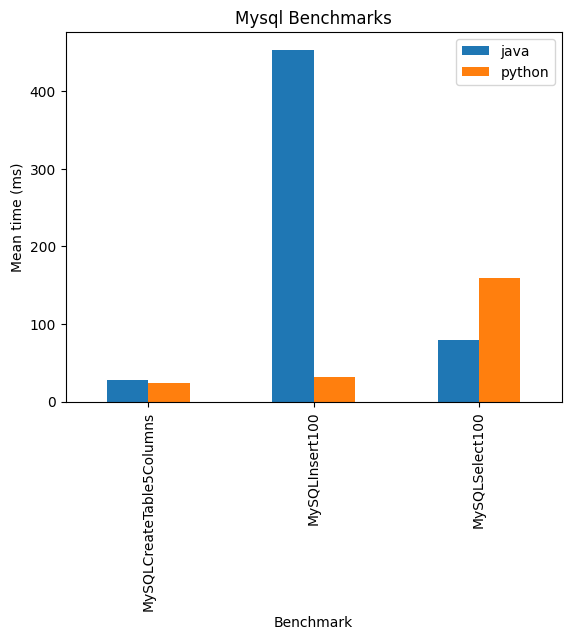 Mysql Benchmarks
java
python
Mean time (ms)
400
300
200
100
0
MySQLCreateTable5Columns
MySQLInsert100
MySQLSelect100
Benchmark